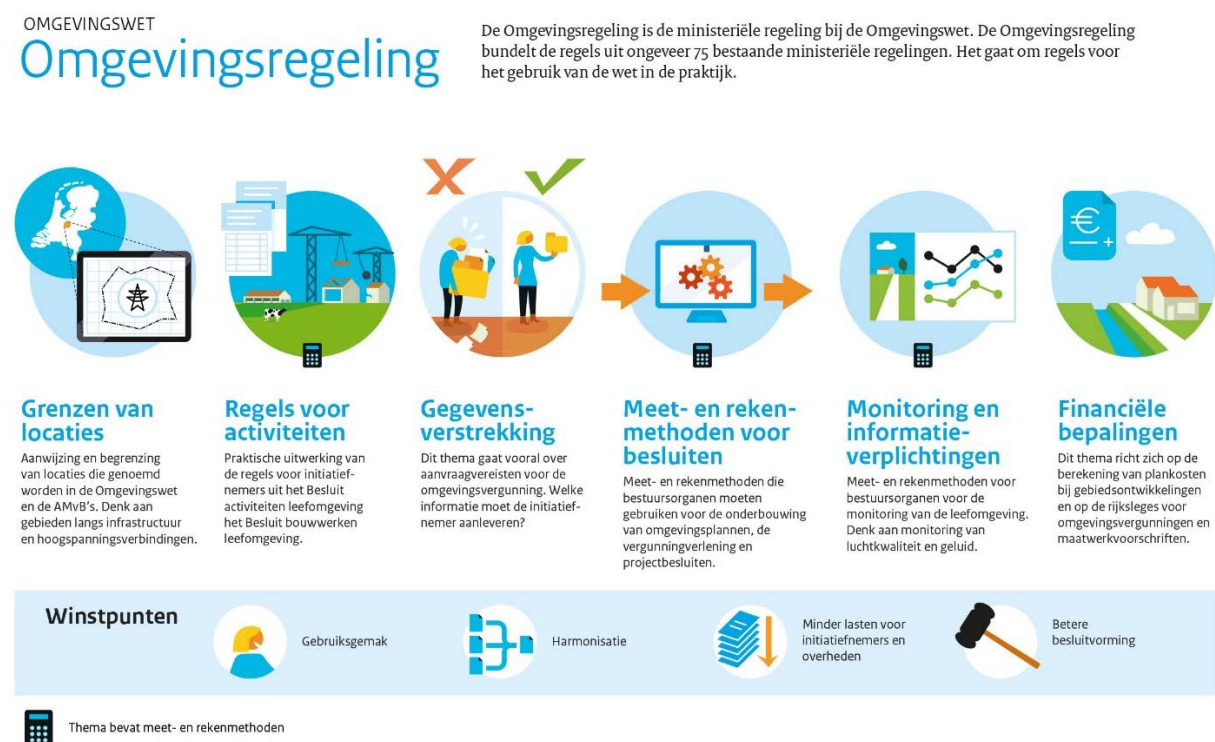 OMGEVINGSWET
Omgevingsregeling
De Omgevingsregeling is de ministeriële regeling bij de Omgevingswet. De Omgevingsregeling
bundelt de regels uit ongeveer 75 bestaande ministeriële regelingen. Het gaat om regels voor
het gebruik van de wet in de praktijk.
Grenzen van
locaties
Aanwijzing en begrenzing
van locaties die genoemd
worden in de Omgevingswet
en de AMvB's. Denk aan
gebieden langs infrastructuur
en hoogspanningsverbindingen.
Regels voor
activiteiten
Praktische uitwerking van
de regels voor initiatief-
nemers uit het Besluit
activiteiten leefomgeving
het Besluit bouwwerken
leefomgeving.
Gegevens-
verstrekking
Dit thema gaat vooral over
aanvraagvereisten voor de
omgevingsvergunning. Welke
informatie moet de initiatief-
nemer aanleveren?
Meet- en reken-
methoden voor
besluiten
Meet- en rekenmethoden die
bestuursorganen moeten
gebruiken voor de onderbouwing
van omgevingsplannen, de
vergunningverlening en
projectbesluiten.
Monitoring en
informatie-
verplichtingen
Meet- en rekenmethoden voor
bestuursorganen voor de
monitoring van de leefomgeving.
Denk aan monitoring van
luchtkwaliteit en geluid.
€
Financiële
bepalingen
Dit thema richt zich op de
berekening van plankosten
bij gebiedsontwikkelingen
en op de rijksleges voor
omgevingsvergunningen en
maatwerkvoorschriften.
Winstpunten
Gebruiksgemak
Harmonisatie
Minder lasten voor
initiatiefnemers en
overheden
Betere
besluitvorming
Thema bevat meet- en rekenmethoden